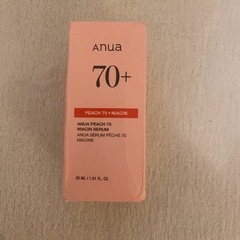 Anua
70+
PEACH 70 • NIACIN
ANUA PEACH 70
NIACIN SERUM
ANUA SÉRUM PÊCHE 70
NIACINE
30 ML / 1.01 FL. OZ.